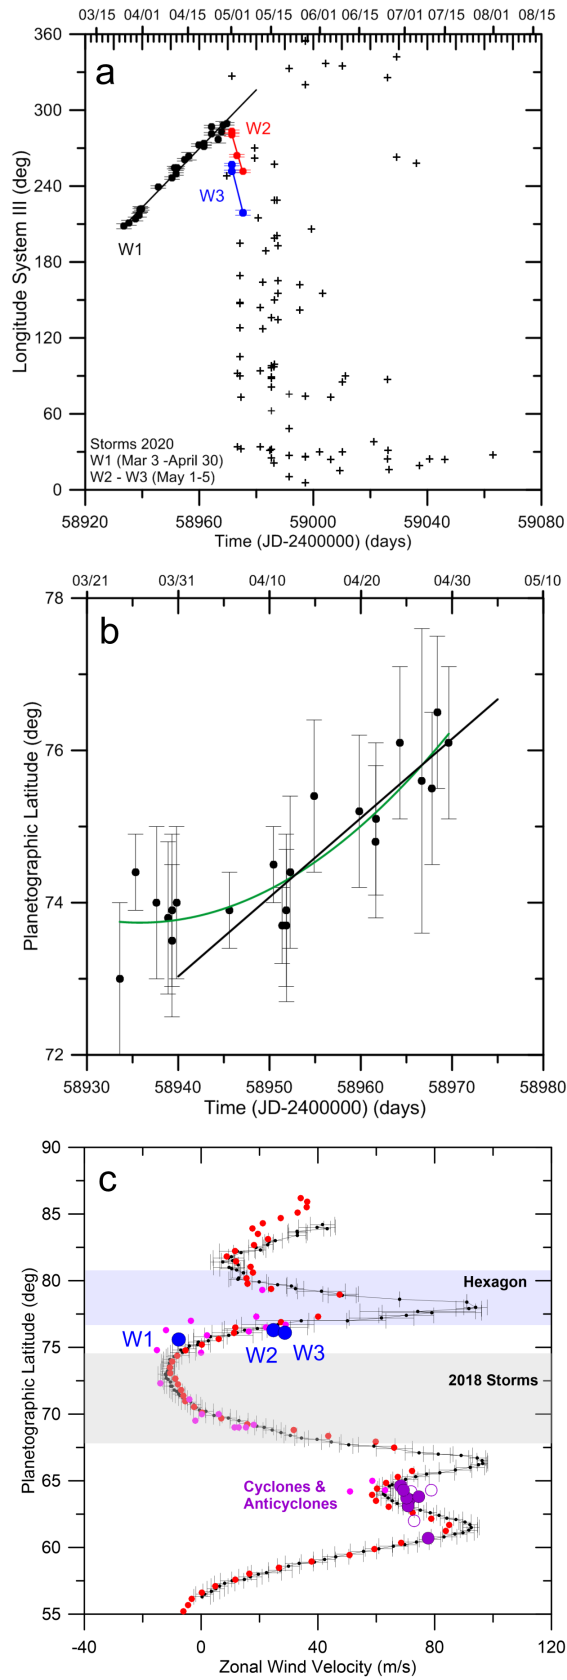 03/15 04/01 04/15 05/01 05/15 06/01 06/15 07/01 07/15 08/01 08/15
a
360
300
240
180
120
60
0
Longitude System III (deg)
W2
W3
W1
Storms 2020
W1 (Mar 3 -April 30)
W2 - W3 (May 1-5)
58920 58960 59000 59040 59080
Time (JD-2400000) (days)
03/21 03/31 04/10 04/20 04/30 05/10
b
78
76
74
72
Planetographic Latitude (deg)
58930 58940 58950 58960 58970 58980
Time (JD-2400000) (days)
c
90
85
80
75
70
65
60
55
Planetographic Latitude (deg)
Hexagon
W1
W2 W3
2018 Storms
Cyclones &
Anticyclones
-40 0 40 80 120
Zonal Wind Velocity (m/s)